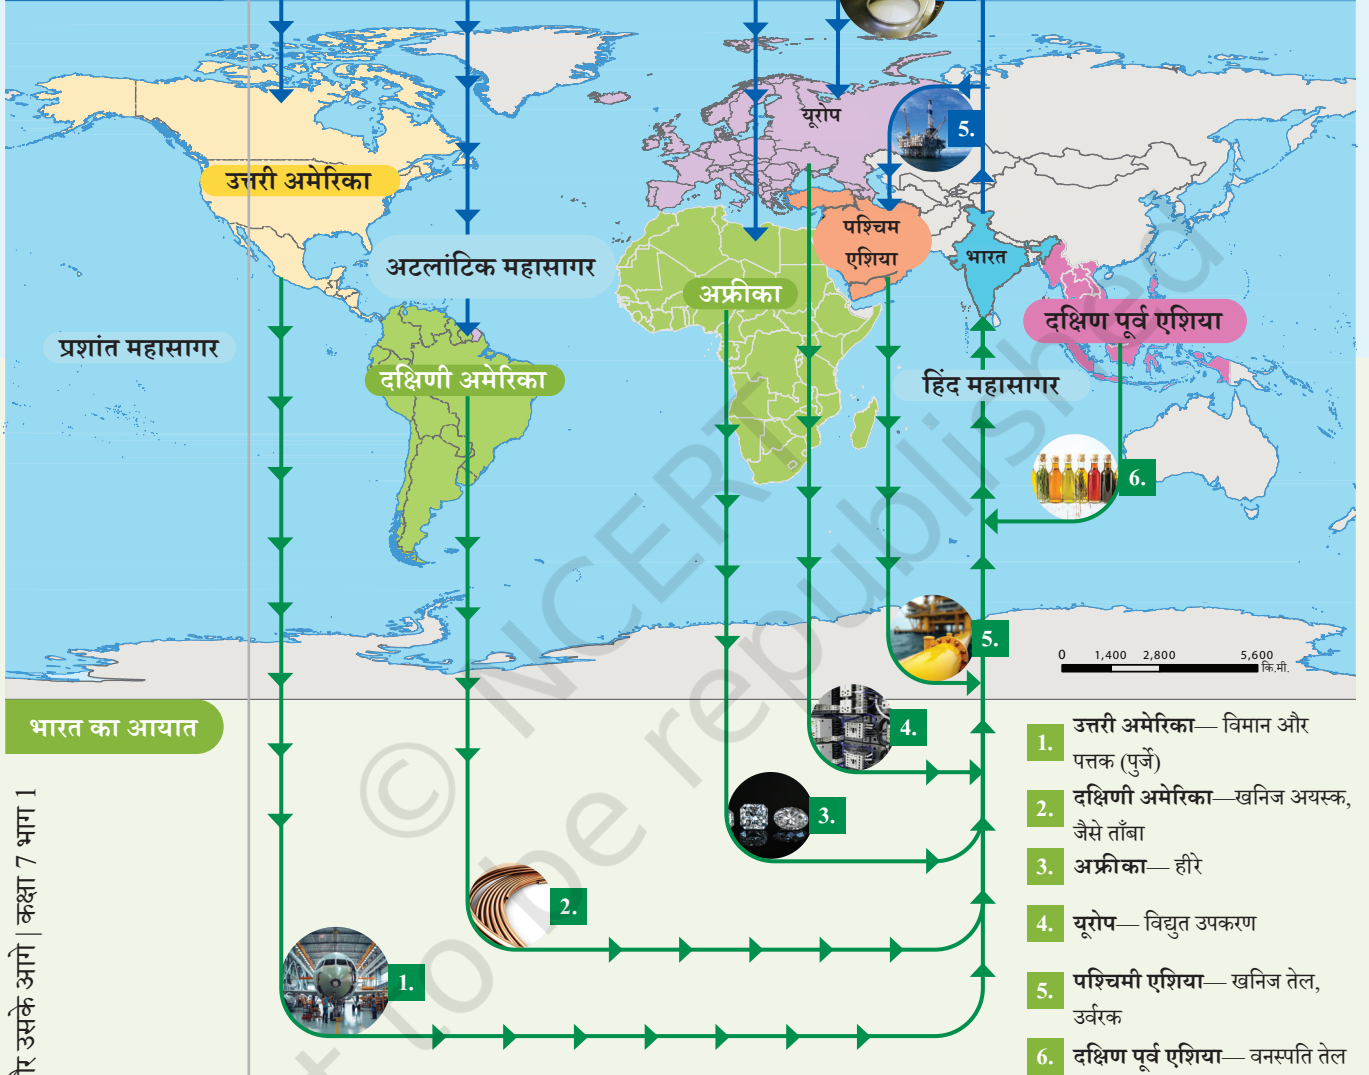 यूरोप
5.
उत्तरी अमेरिका
पश्चिम
एशिया
अटलांटिक महासागर
भारत
अफ्रीका
दक्षिण पूर्व एशिया
प्रशांत महासागर
दक्षिणी अमेरिका
हिंद महासागर
6.
5.
0 1,400 2,800 5,600
कि.मी.
भारत का आयात
4.
3.
2.
1.
1. उत्तरी अमेरिका— विमान और
पत्तक (पुर्जे)
2. दक्षिणी अमेरिका—खनिज अयस्क,
जैसे ताँबा
3. अफ्रीका— हीरे
4. यूरोप— विद्युत उपकरण
5. पश्चिमी एशिया— खनिज तेल,
उर्वरक
6. दक्षिण पूर्व एशिया— वनस्पति तेल
उसके आगे | कक्षा 7 भाग 1
© NCERT
to be republished